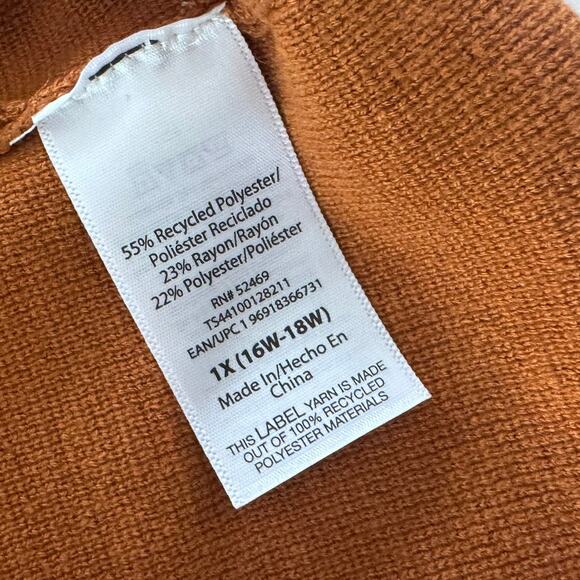 55% Recycled Polyester/
Poliéster Reciclado
23% Rayon/Rayón
22% Polyester/Poliéster
RN# 52469
TS44100128211
EAN/UPC.1 96918366731
1X (16W-18W)
Made In/Hecho En
China
THIS LABEL YARN IS MADE
OUT OF 100% RECYCLED
POLYESTER MATERIALS